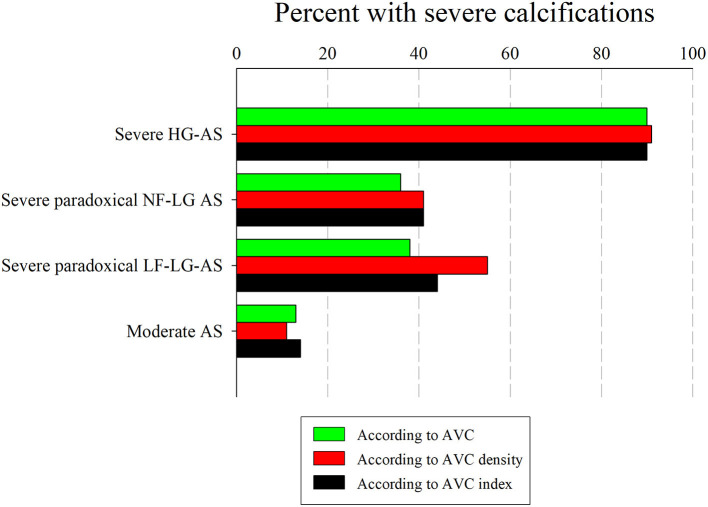 Percent with severe calcifications
0 20 40 60 80 100
Severe HG-AS
Severe paradoxical NF-LG AS
Severe paradoxical LF-LG-AS
Moderate AS
According to AVC
According to AVC density
According to AVC index